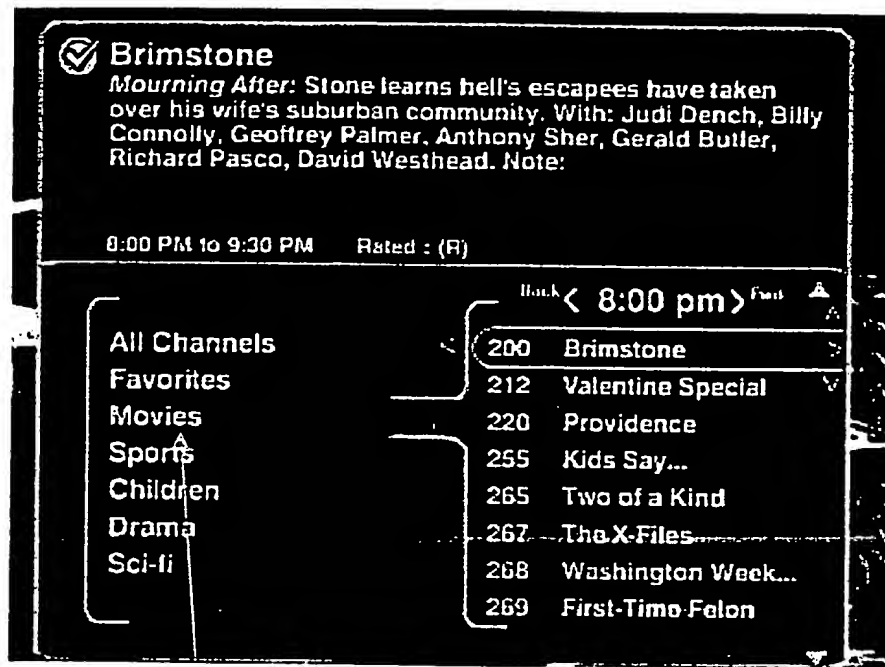 Brimstone
Mourning After: Stone learns hell's escapees have taken
over his wife's suburban community. With: Judi Dench, Billy
Connolly, Geoffrey Palmer, Anthony Sher, Gerald Butler,
Richard Pasco, David Westhead. Note:
8:00 PM to 9:30 PM Rated : (R)
Back < 8:00 pm > Fwd
All Channels < 200 Brimstone >
Favorites 212 Valentine Special
Movies 220 Providence
Sports 255 Kids Say...
Children 265 Two of a Kind
Drama 267 The X-Files
Sci-fi 268 Washington Week...
269 First-Time Felon